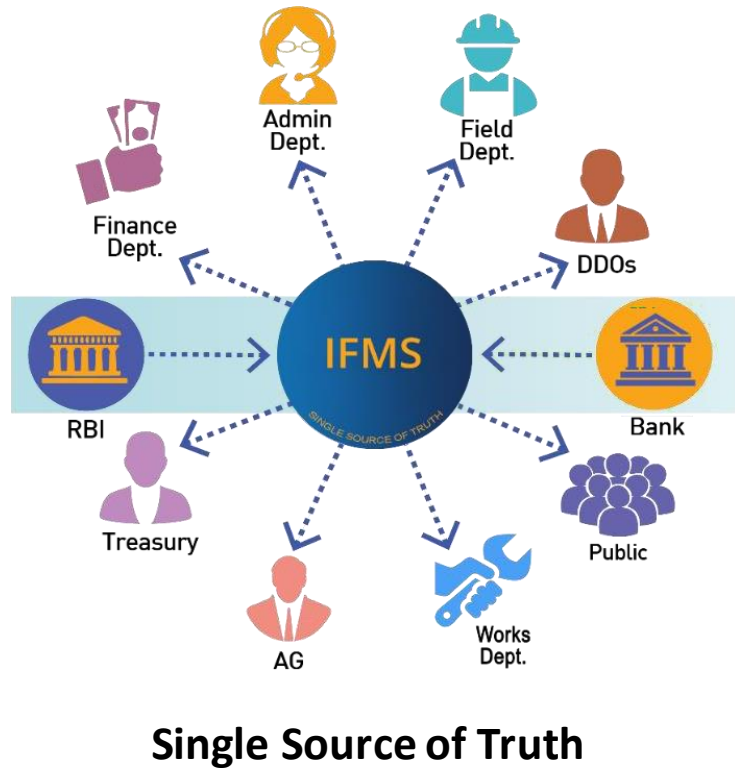 Admin
Dept.
Field
Dept.
Finance
Dept.
DDOs
IFMS
SINGLE SOURCE OF TRUTH
RBI
Bank
Treasury
Public
AG
Works
Dept.
Single Source of Truth